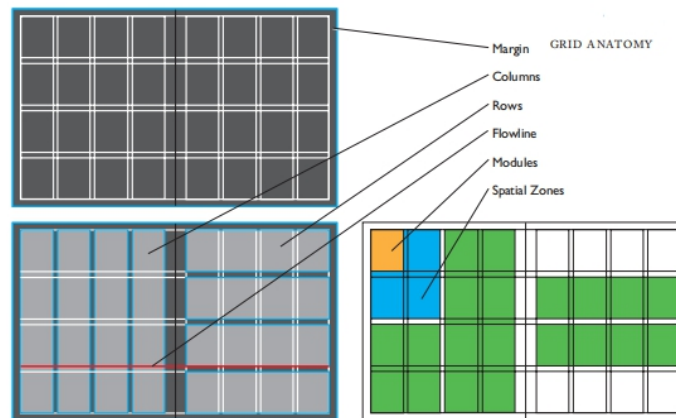 GRID ANATOMY
Margin
Columns
Rows
Flowline
Modules
Spatial Zones